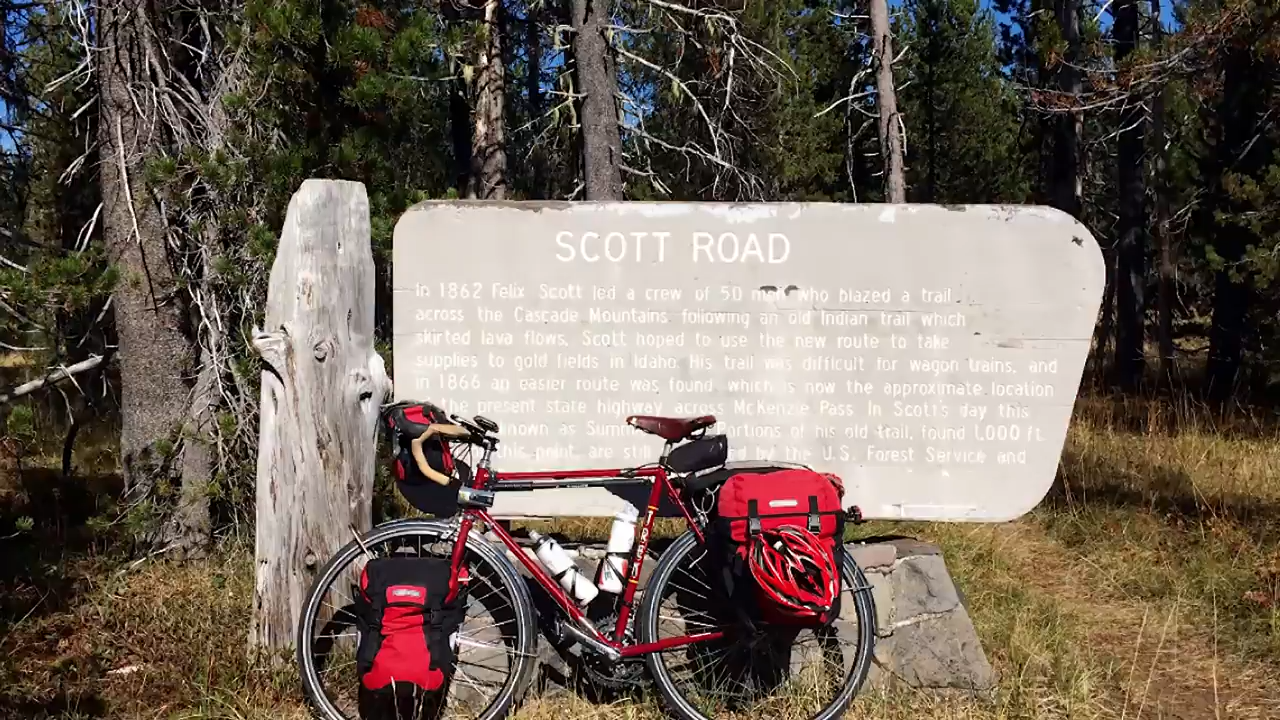 SCOTT ROAD
In 1862 Felix Scott led a crew of 50 men who blazed a trail
across the Cascade Mountains following an old Indian trail which
skirted lava flows. Scott hoped to use the new route to take
supplies to gold fields in Idaho. His trail was difficult for wagon trains, and
in 1866 an easier route was found which is now the approximate location
the present state highway across McKenzie Pass. In Scott's day this
nown as Summ Portions of his old trail, found 1,000 ft.
this point, are still ed by the U.S. Forest Service and